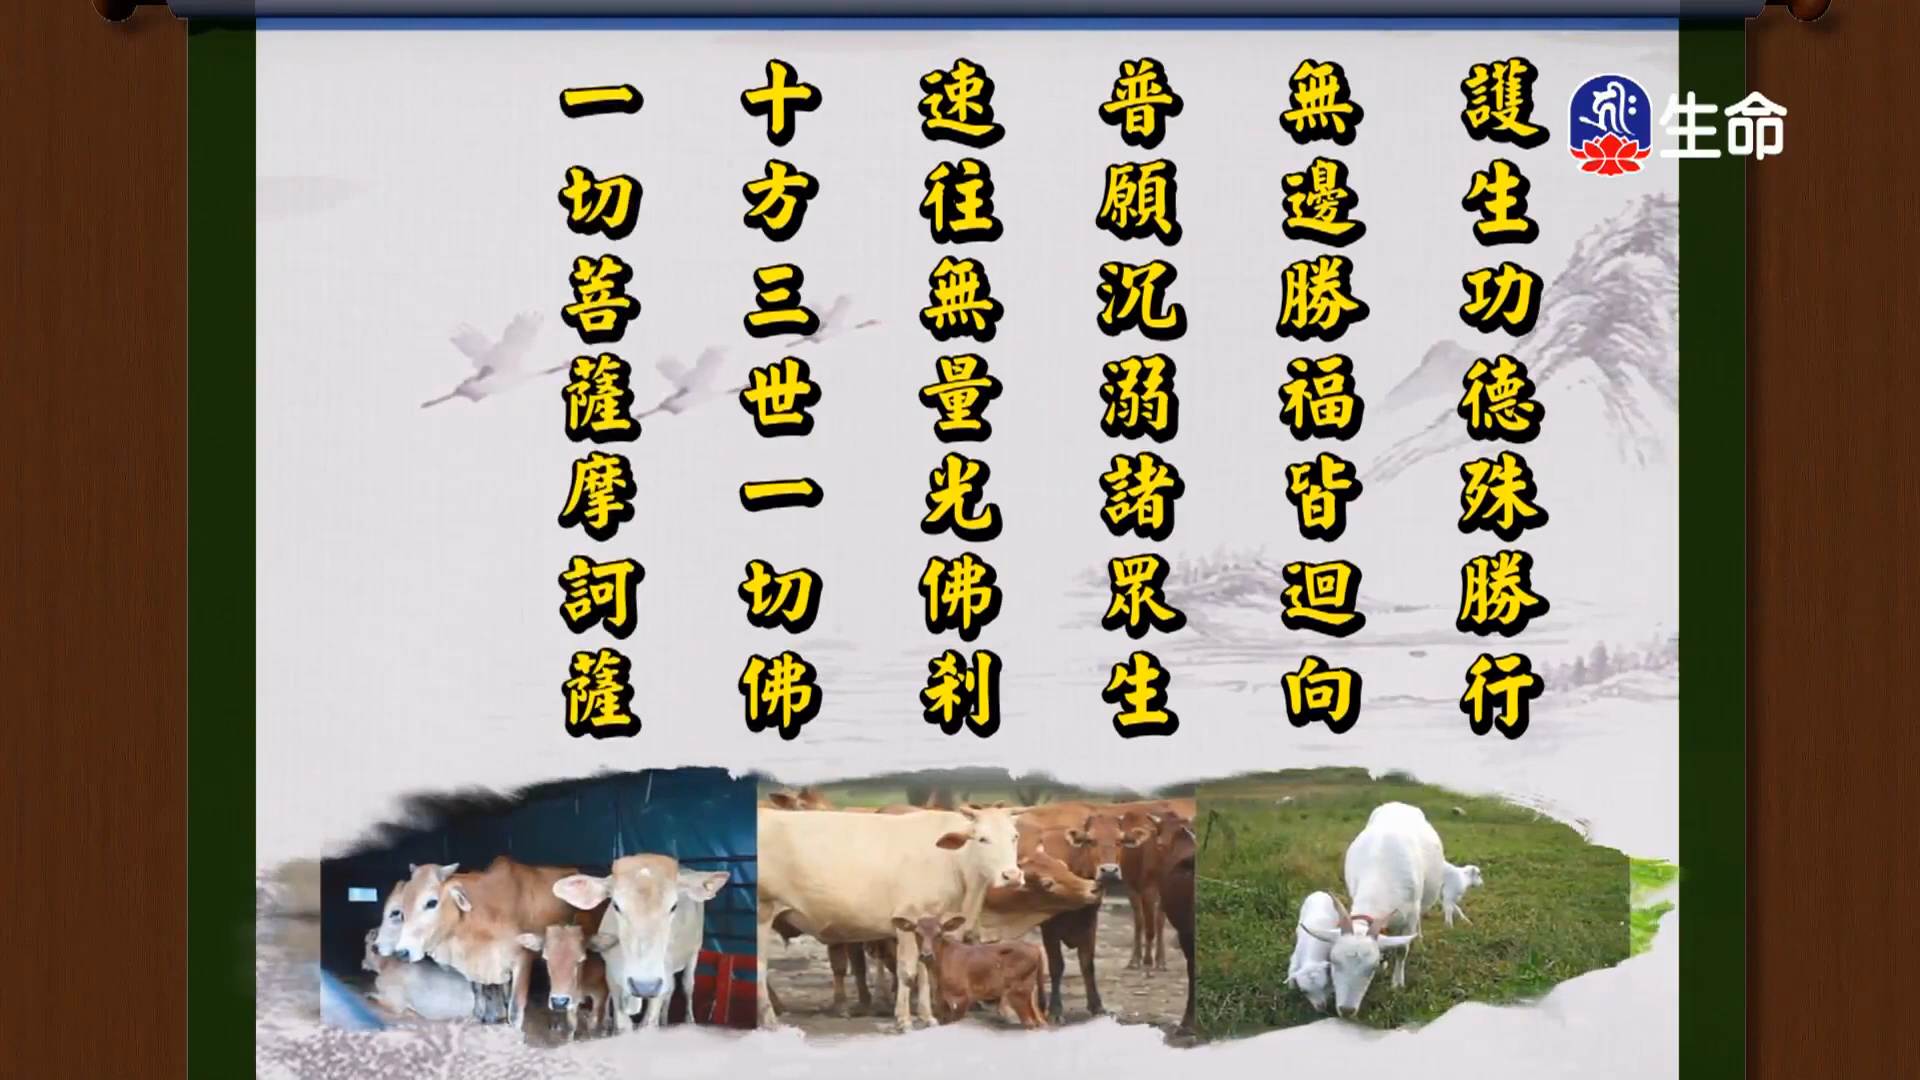 護生功德殊勝行
無邊勝福皆迴向
普願沉溺諸眾生
速往無量光佛剎
十方三世一切佛
一切菩薩摩訶薩
生命